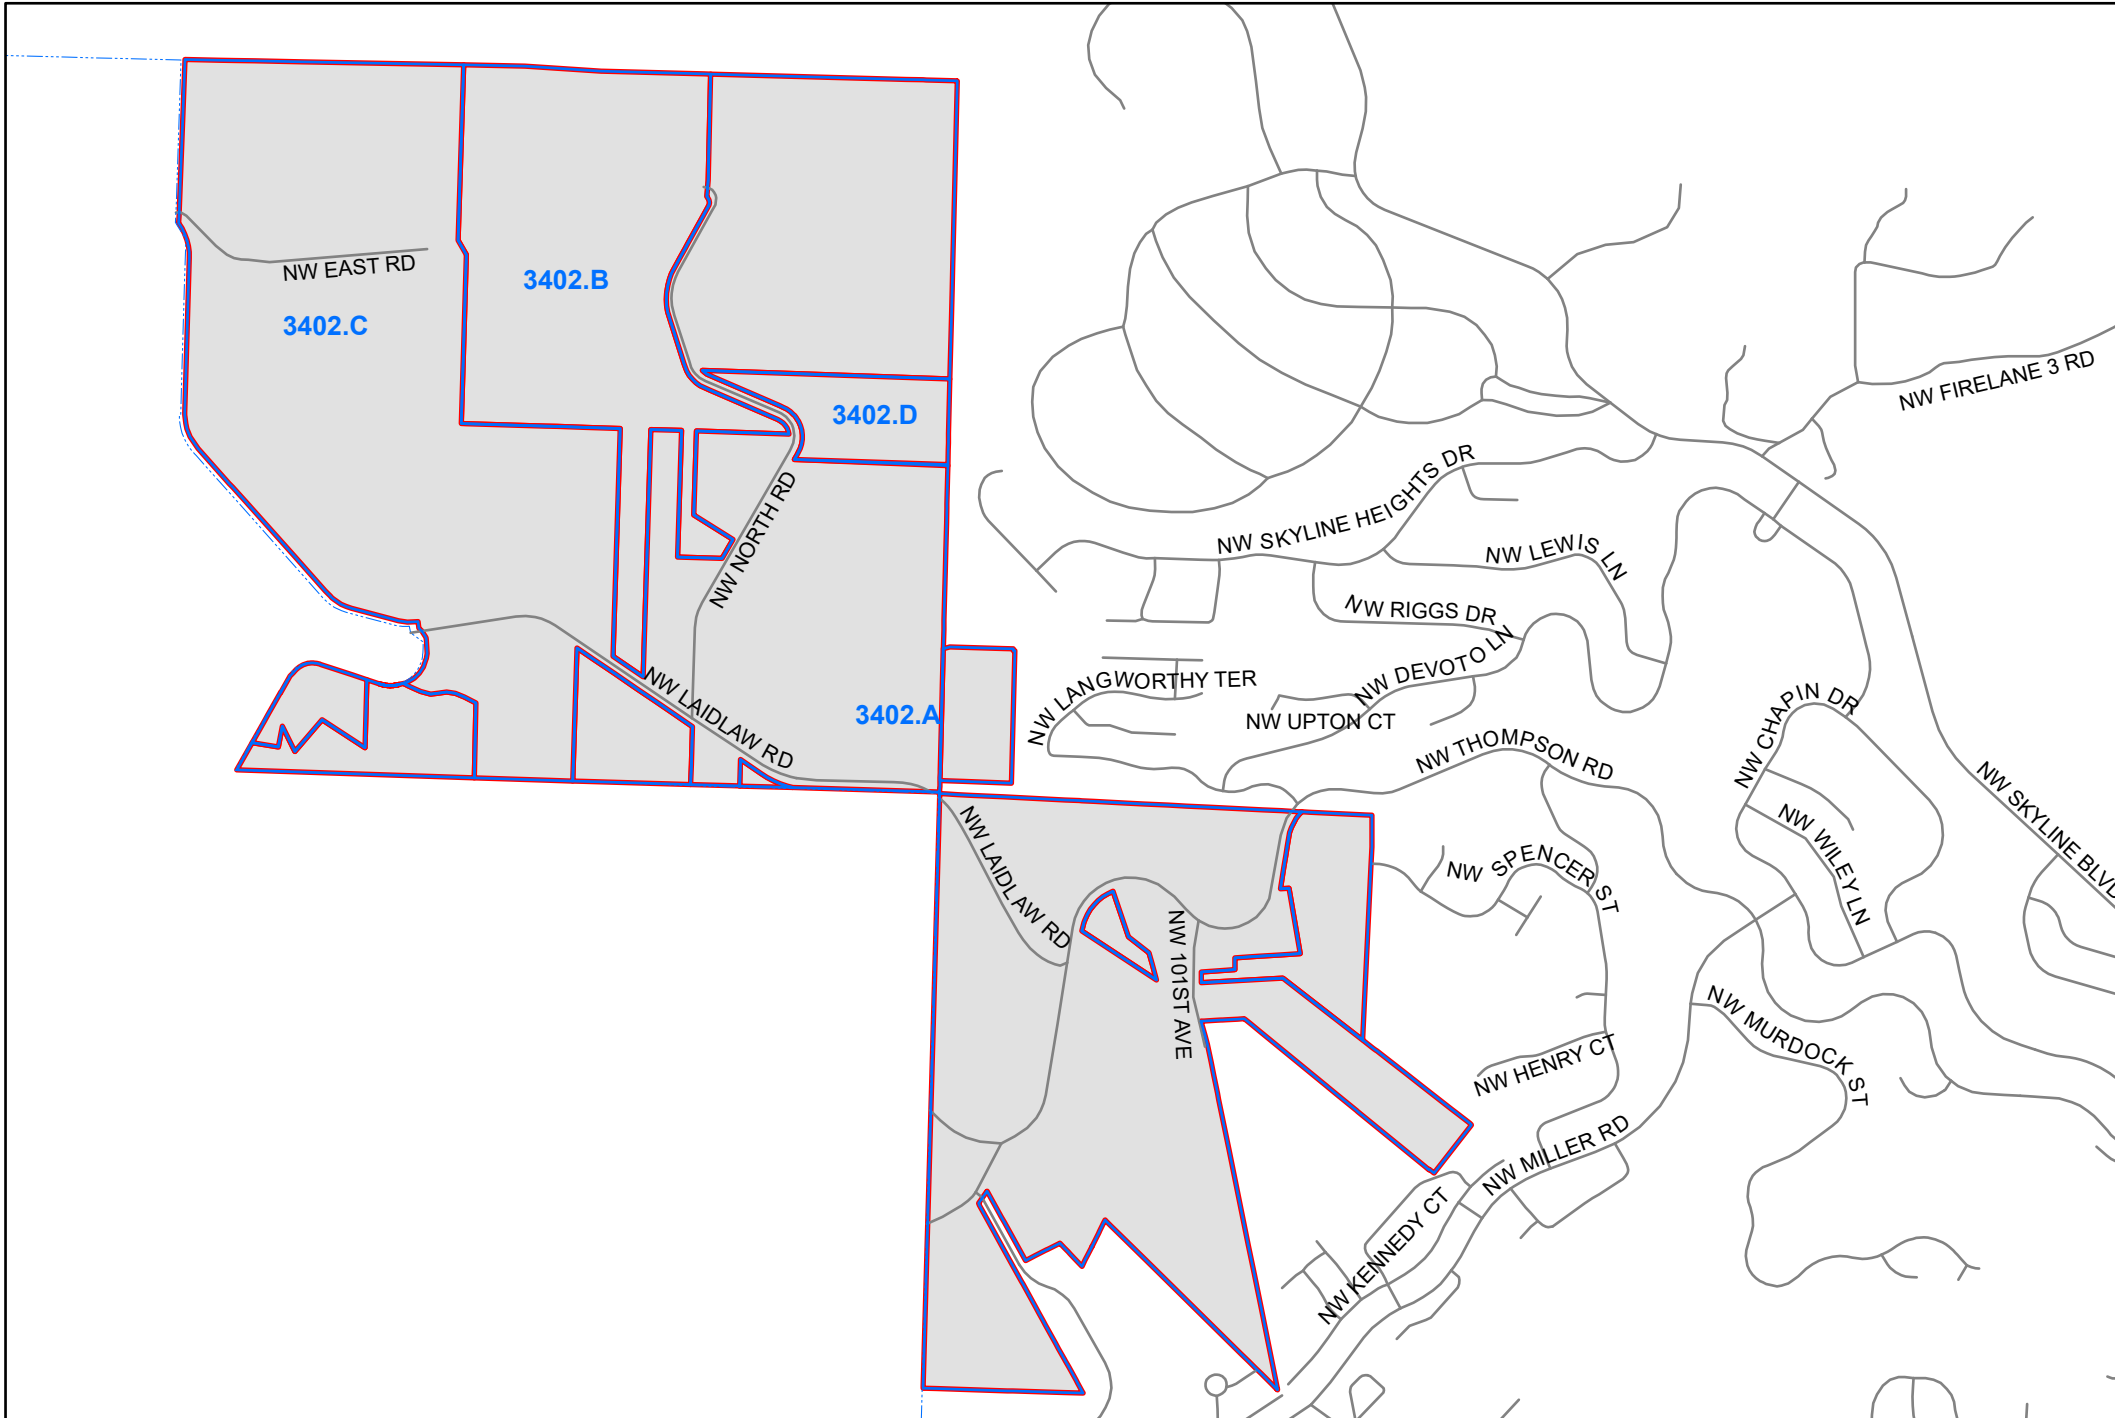 NW EAST RD
3402.B
3402.C
NW FIRELANE 3 RD
3402.D
NW SKYLINE HEIGHTS DR
NW NORTH RD
NW LEWIS LN
NW RIGGS DR
NW DEVOTO LN
NW LANGWORTHY TER
NW LAIDLAW RD
3402.A
NW UPTON CT
NW CHAPIN DR
NW THOMPSON RD
NW SKYLINE BLVD
NW WILEY LN
NW LAIDLAW RD
NW SPENCER ST
NW 101ST AVE
NW MURDOCK ST
NW HENRY CT
NW MILLER RD
NW KENNEDY CT